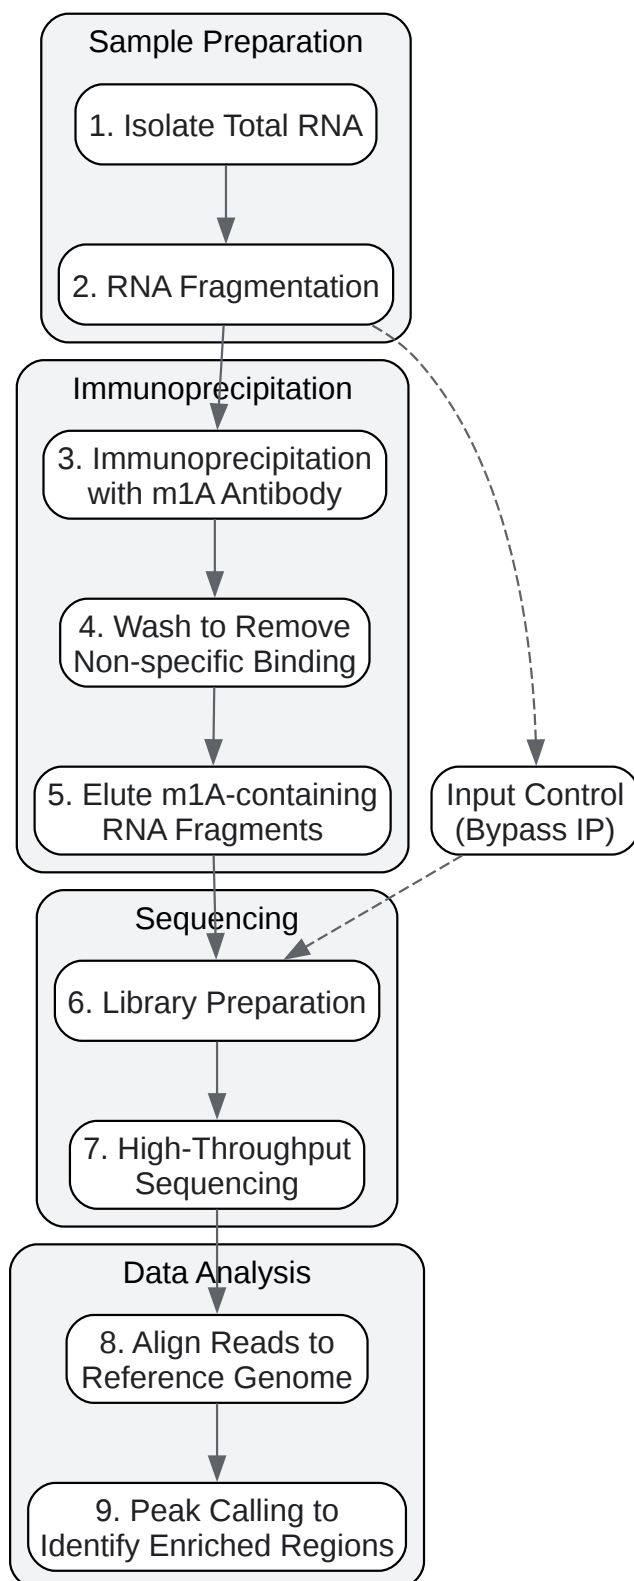 Sample Preparation
1. Isolate Total RNA
2. RNA Fragmentation
Immunoprecipitation
3. Immunoprecipitation
with m1A Antibody
4. Wash to Remove
Non-specific Binding
5. Elute m1A-containing
RNA Fragments
Input Control
(Bypass IP)
Sequencing
6. Library Preparation
7. High-Throughput
Sequencing
Data Analysis
8. Align Reads to
Reference Genome
9. Peak Calling to
Identify Enriched Regions